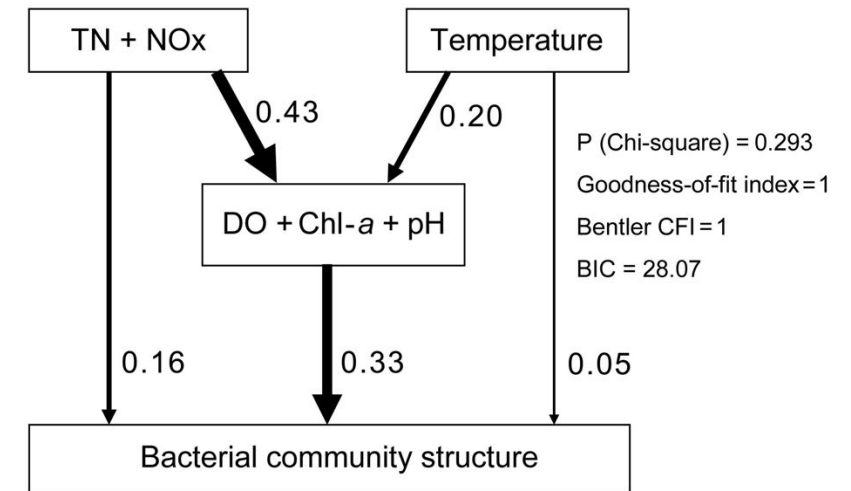 TN + NOx
Temperature
0.43
0.20
P (Chi-square) = 0.293
Goodness-of-fit index=1
DO + Chl-a + pH
Bentler CFI=1
BIC = 28.07
0.16
0.33
0.05
Bacterial community structure